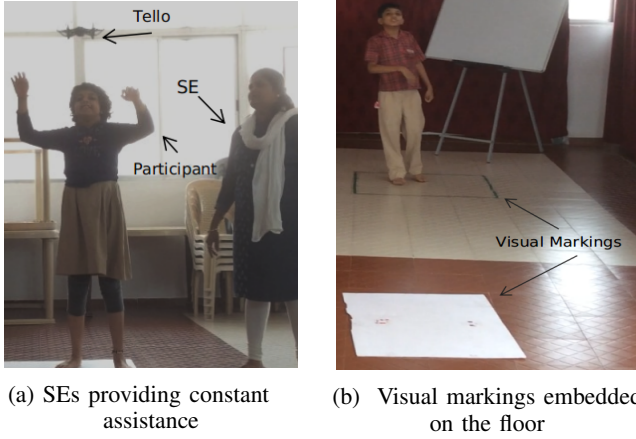 Tello
SE
Participant
Visual Markings
(a) SEs providing constant
assistance
(b) Visual markings embedded
on the floor